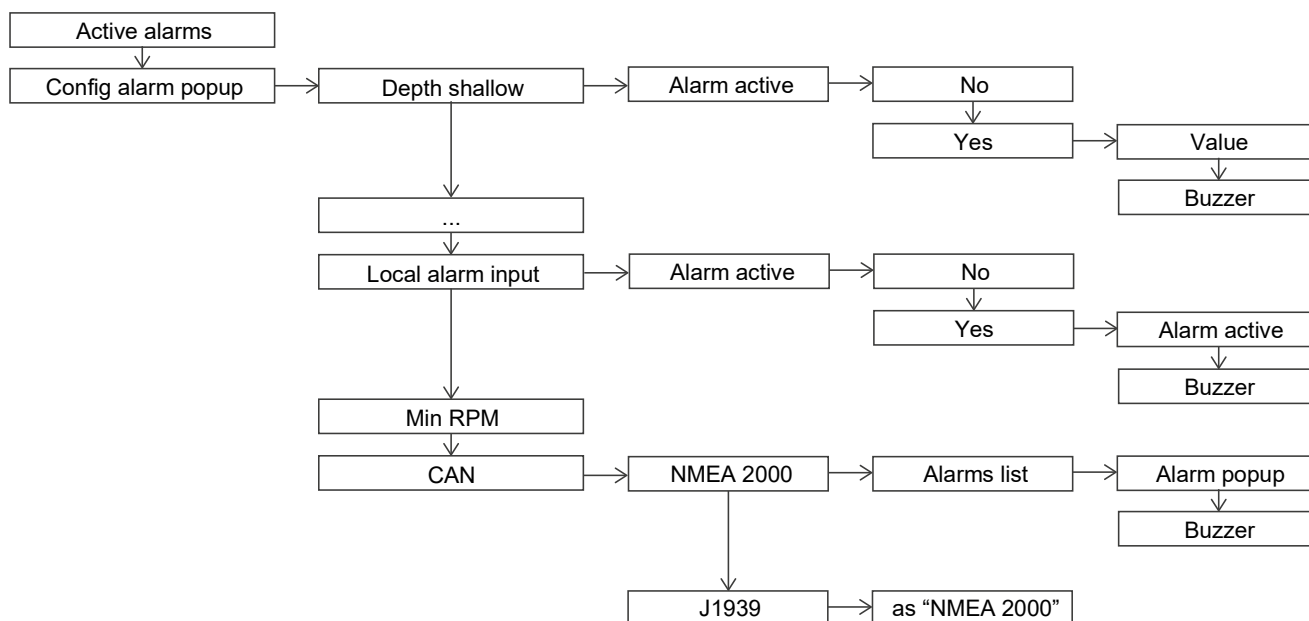 Active alarms
Config alarm popup
Depth shallow
Alarm active
No
Yes
Value
Buzzer
...
Local alarm input
Alarm active
No
Yes
Alarm active
Buzzer
Min RPM
CAN
NMEA 2000
Alarms list
Alarm popup
Buzzer
J1939
as “NMEA 2000”